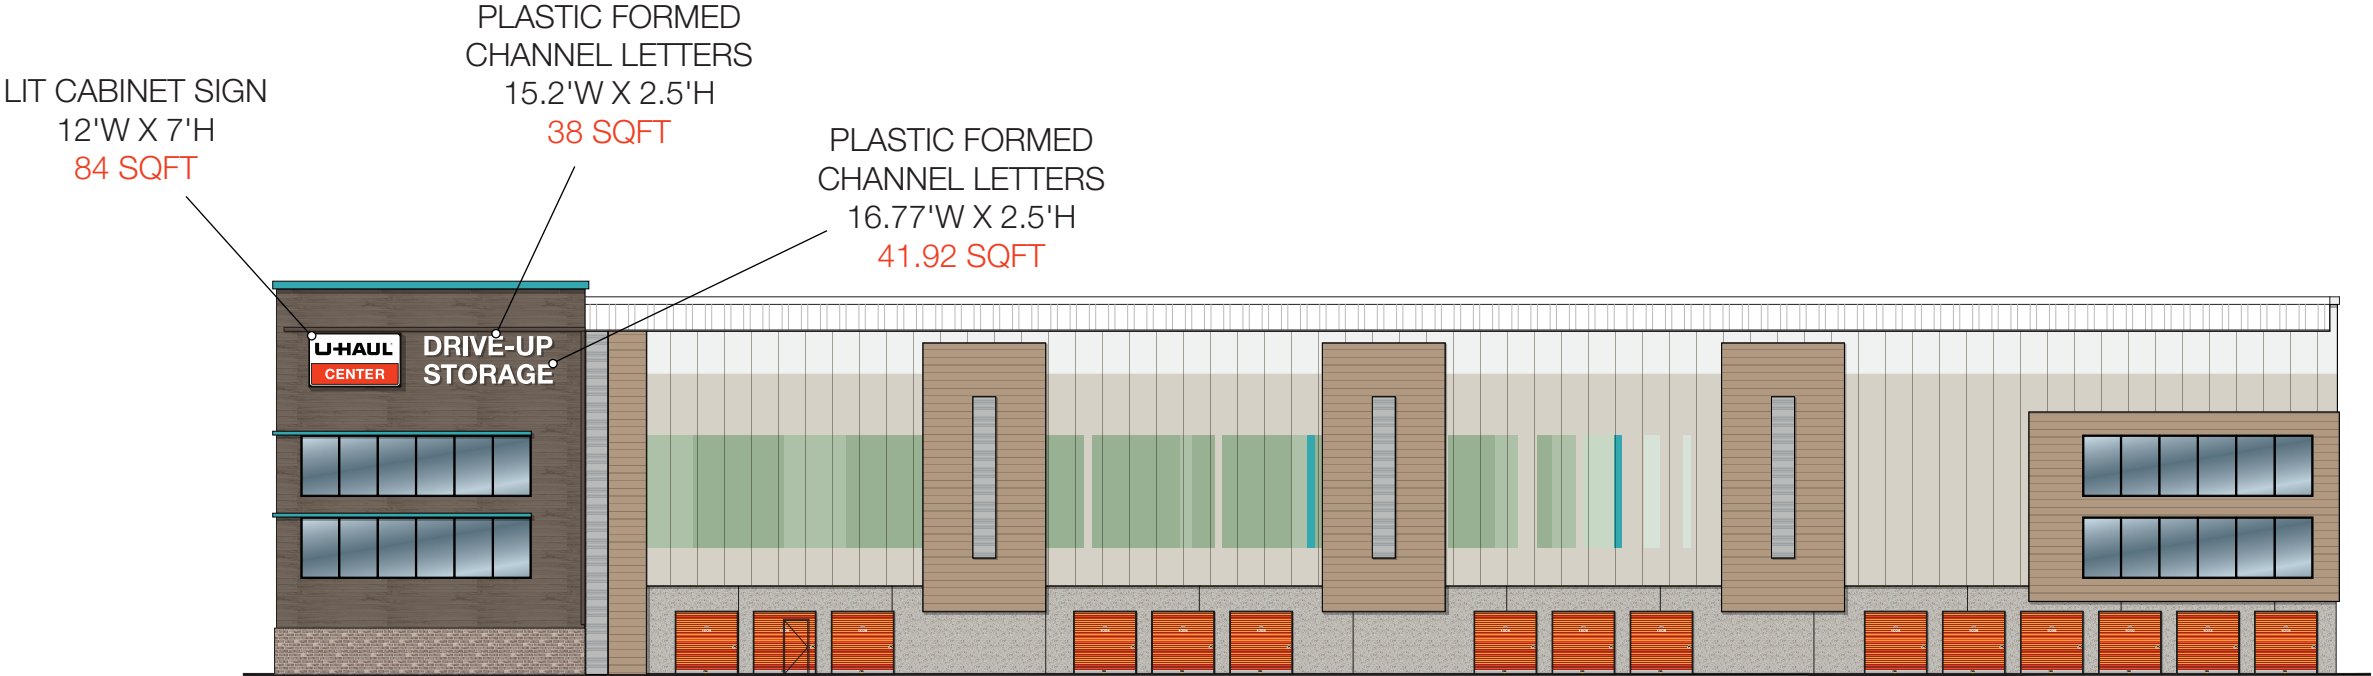 PLASTIC FORMED
CHANNEL LETTERS
15.2'W X 2.5'H
38 SQFT
LIT CABINET SIGN
12'W X 7'H
84 SQFT
PLASTIC FORMED
CHANNEL LETTERS
16.77'W X 2.5'H
41.92 SQFT
U-HAUL
CENTER
DRIVE-UP
STORAGE